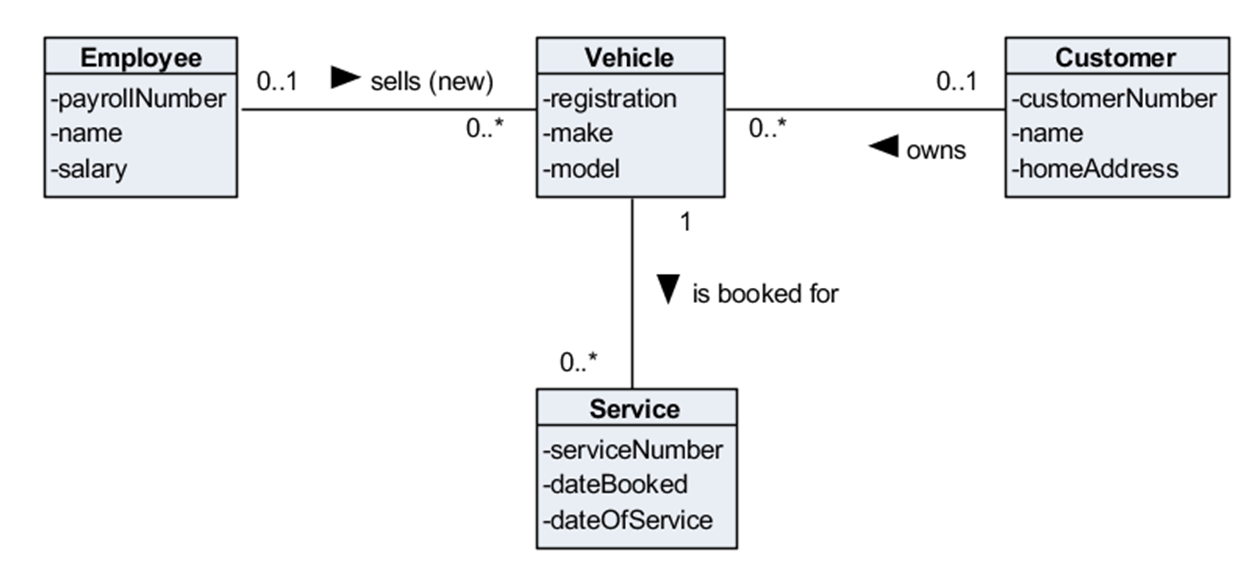 Employee
-payrollNumber
-name
-salary
0..1
sells (new)
0..*
Vehicle
-registration
-make
-model
0..1
0..*
owns
Customer
-customerNumber
-name
-homeAddress
1
is booked for
0..*
Service
-serviceNumber
-dateBooked
-dateOfService